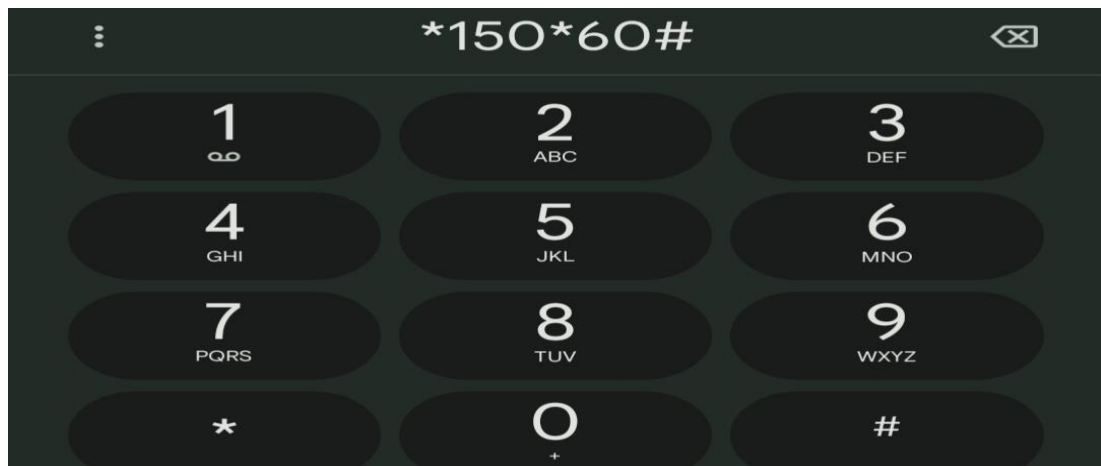 *150*60#
1 2 3
ABC DEF
4 5 6
GHI JKL MNO
7 8 9
PQRS TUV WXYZ
* 0 #
+